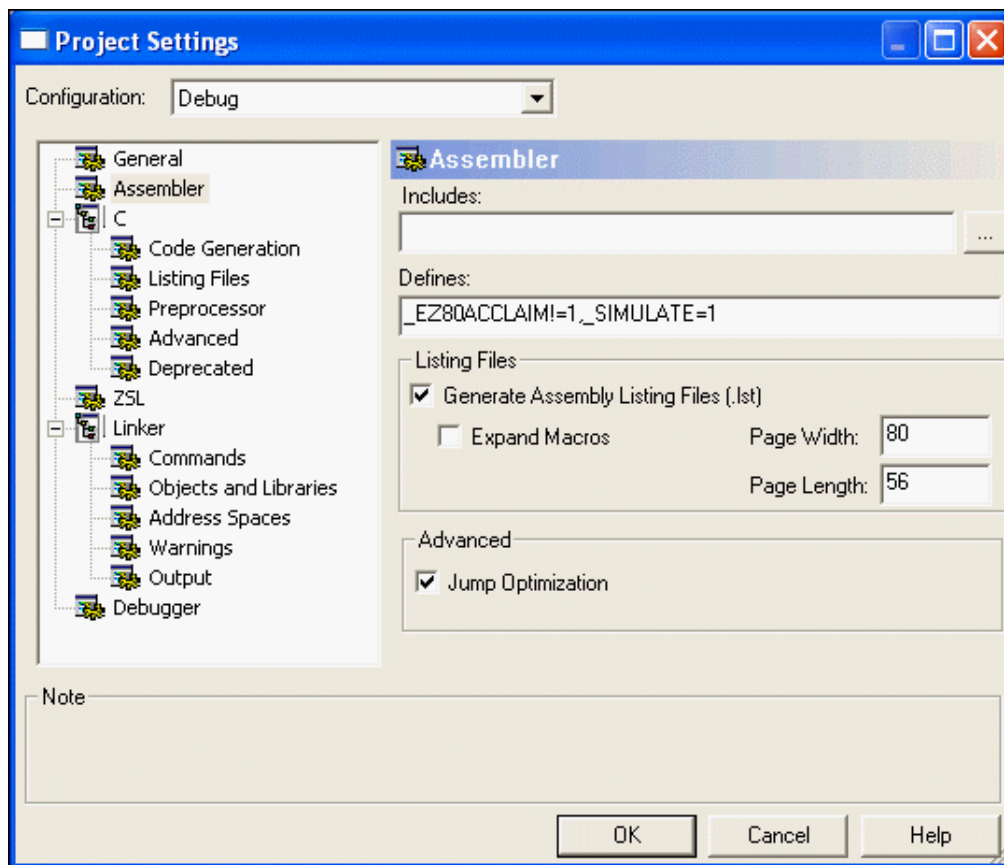 Project Settings
Configuration: Debug
General
Assembler
C
Code Generation
Listing Files
Preprocessor
Advanced
Deprecated
ZSL
Linker
Commands
Objects and Libraries
Address Spaces
Warnings
Output
Debugger
Assembler
Includes:
...
Defines:
_EZ80ACCLAIM!=1,_SIMULATE=1
Listing Files
Generate Assembly Listing Files (.lst)
Expand Macros
Page Width: 80
Page Length: 56
Advanced
Jump Optimization
Note
OK Cancel Help